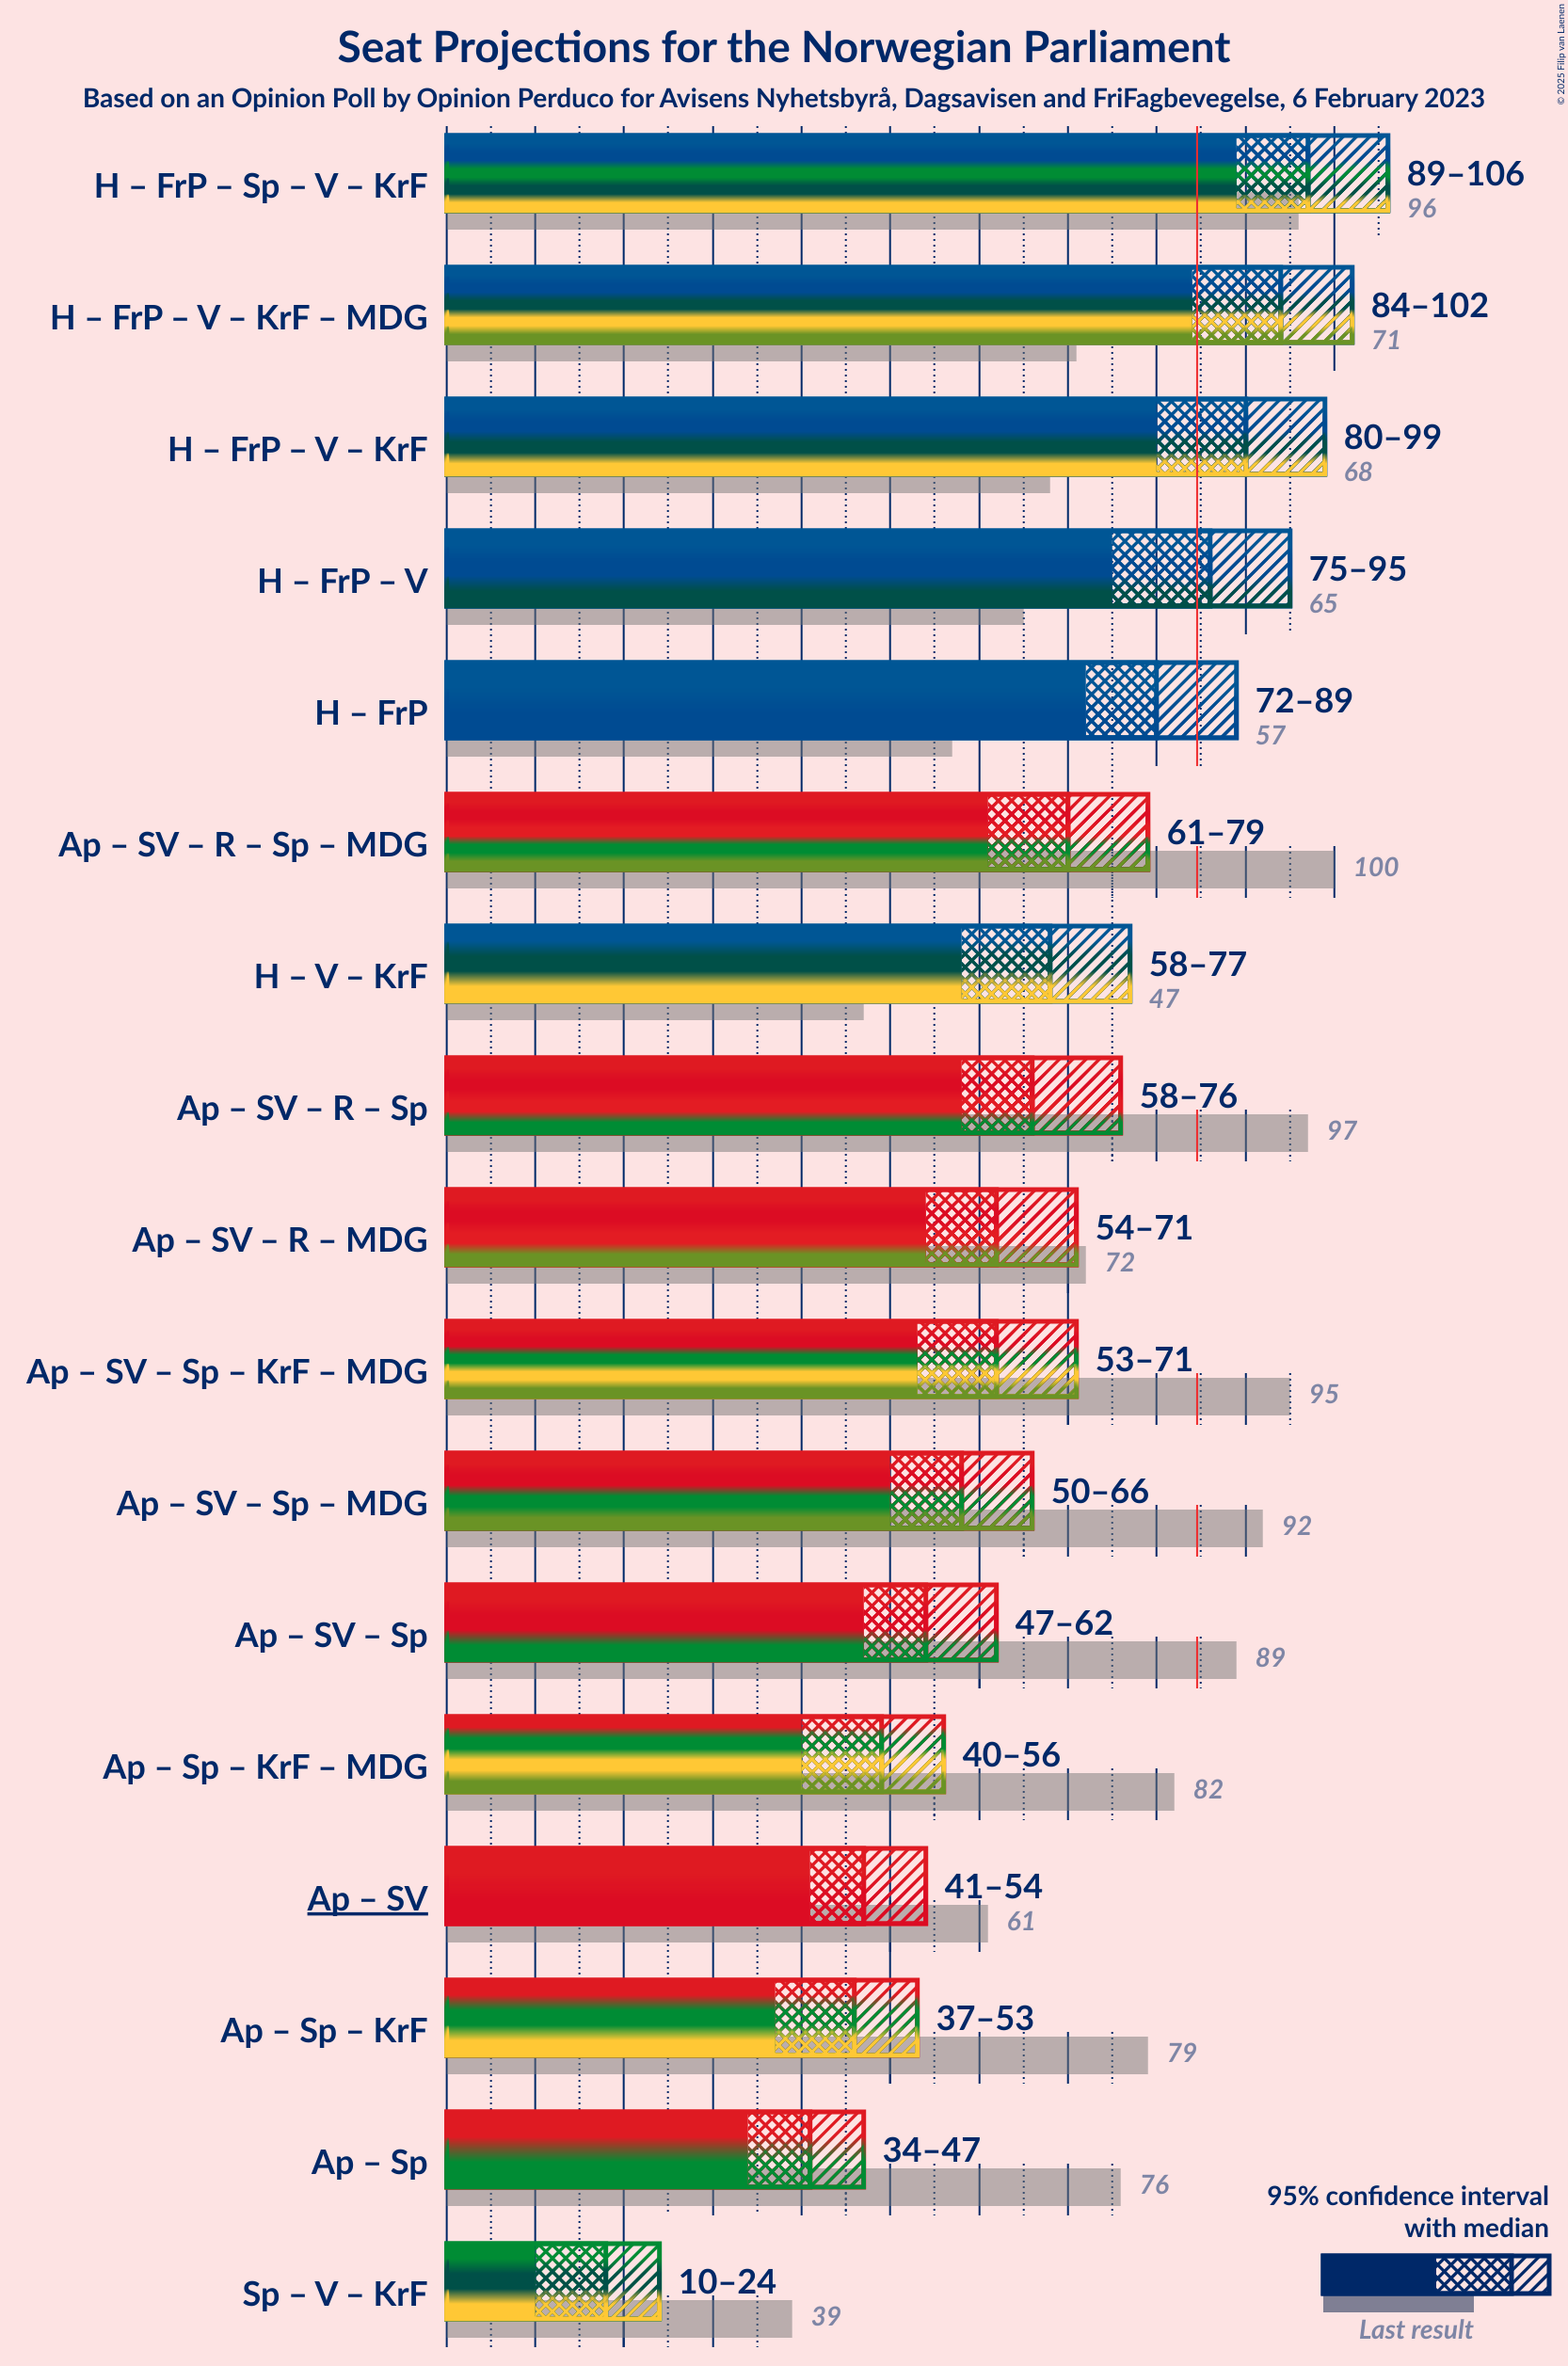 Seat Projections for the Norwegian Parliament
Based on an Opinion Poll by Opinion Perduco for Avisens Nyhetsbyrå, Dagsavisen and FriFagbevegelse, 6 February 2023
© 2025 Filip van Laenen
H – FrP – Sp – V – KrF
89–106
96
H – FrP – V – KrF – MDG
84–102
71
H – FrP – V – KrF
80–99
68
H – FrP – V
75–95
65
H – FrP
72–89
57
Ap – SV – R – Sp – MDG
61–79
100
H – V – KrF
58–77
47
Ap – SV – R – Sp
58–76
97
Ap – SV – R – MDG
54–71
72
Ap – SV – Sp – KrF – MDG
53–71
95
Ap – SV – Sp – MDG
50–66
92
Ap – SV – Sp
47–62
89
Ap – Sp – KrF – MDG
40–56
82
Ap – SV
41–54
61
Ap – Sp – KrF
37–53
79
Ap – Sp
34–47
76
Sp – V – KrF
10–24
39
95% confidence interval
with median
Last result